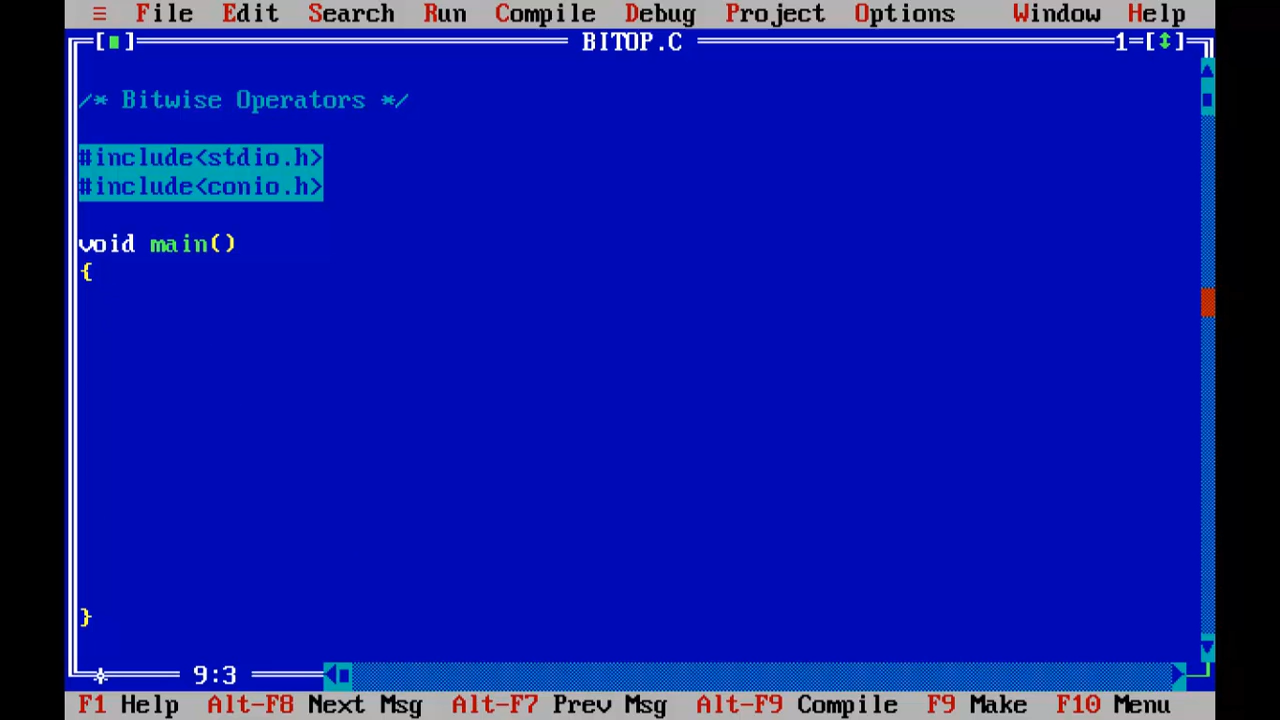 ≡ File Edit Search Run Compile Debug Project Options Window Help
[■] BITOP.C 1=[↕]
/* Bitwise Operators */
#include<stdio.h>
#include<conio.h>
void main()
{
}
9:3
F1 Help Alt-F8 Next Msg Alt-F7 Prev Msg Alt-F9 Compile F9 Make F10 Menu